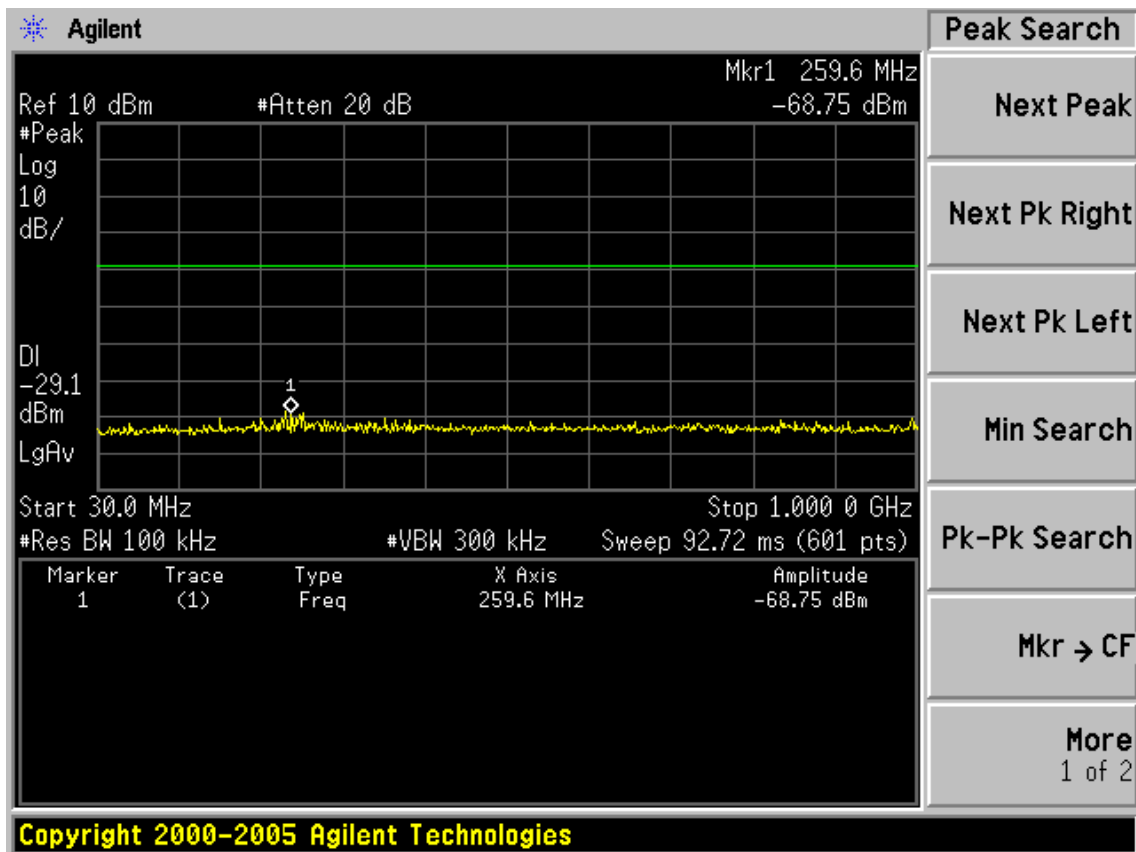 Agilent
Peak Search
Mkr1 259.6 MHz
Ref 10 dBm #Atten 20 dB -68.75 dBm
#Peak
Log
10
dB/
DI
-29.1
dBm
LgAv
1
Start 30.0 MHz Stop 1.000 0 GHz
#Res BW 100 kHz #VBW 300 kHz Sweep 92.72 ms (601 pts)
Marker Trace Type X Axis Amplitude
1 (1) Freq 259.6 MHz -68.75 dBm
Next Peak
Next Pk Right
Next Pk Left
Min Search
Pk-Pk Search
Mkr → CF
More
1 of 2
Copyright 2000-2005 Agilent Technologies